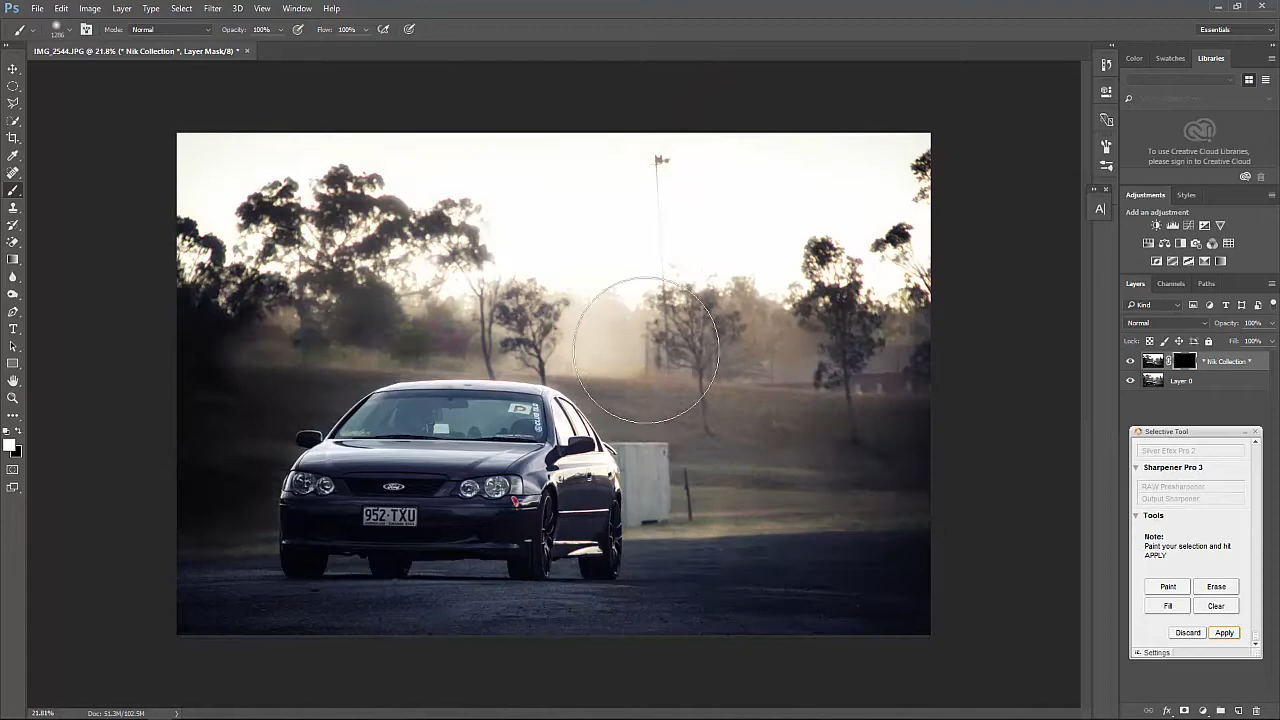 Ps File Edit Image Layer Type Select Filter 3D View Window Help
1286 Mode: Normal Opacity: 100% Flow: 100% Essentials
IMG_2544.JPG @ 21.8% (* Nik Collection *, Layer Mask/8) * ×
Color Swatches Libraries
To use Creative Cloud Libraries,
please sign in to Creative Cloud
Adjustments Styles
Add an adjustment
Layers Channels Paths
Kind
Normal Opacity: 100%
Lock: Fill: 100%
* Nik Collection *
Layer 0
Selective Tool
Silver Efex Pro 2
Sharpener Pro 3
RAW Presharpener
Output Sharpener
Tools
Note:
Paint your selection and hit
APPLY
Paint Erase
Fill Clear
Discard Apply
Settings
P
Ford
952·TXU
21.81% Doc: 51.3M/102.5M